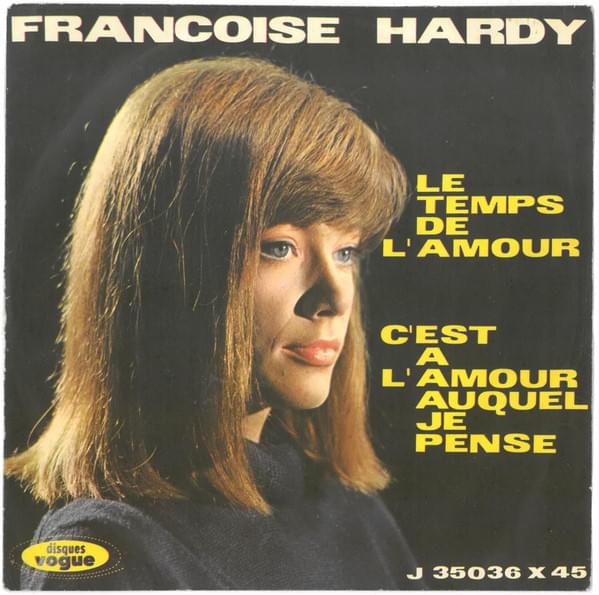 FRANCOISE HARDY
LE
TEMPS
DE
L'AMOUR
C'EST
A
L'AMOUR
AUQUEL
JE
PENSE
disques
vogue
J 35036 X 45